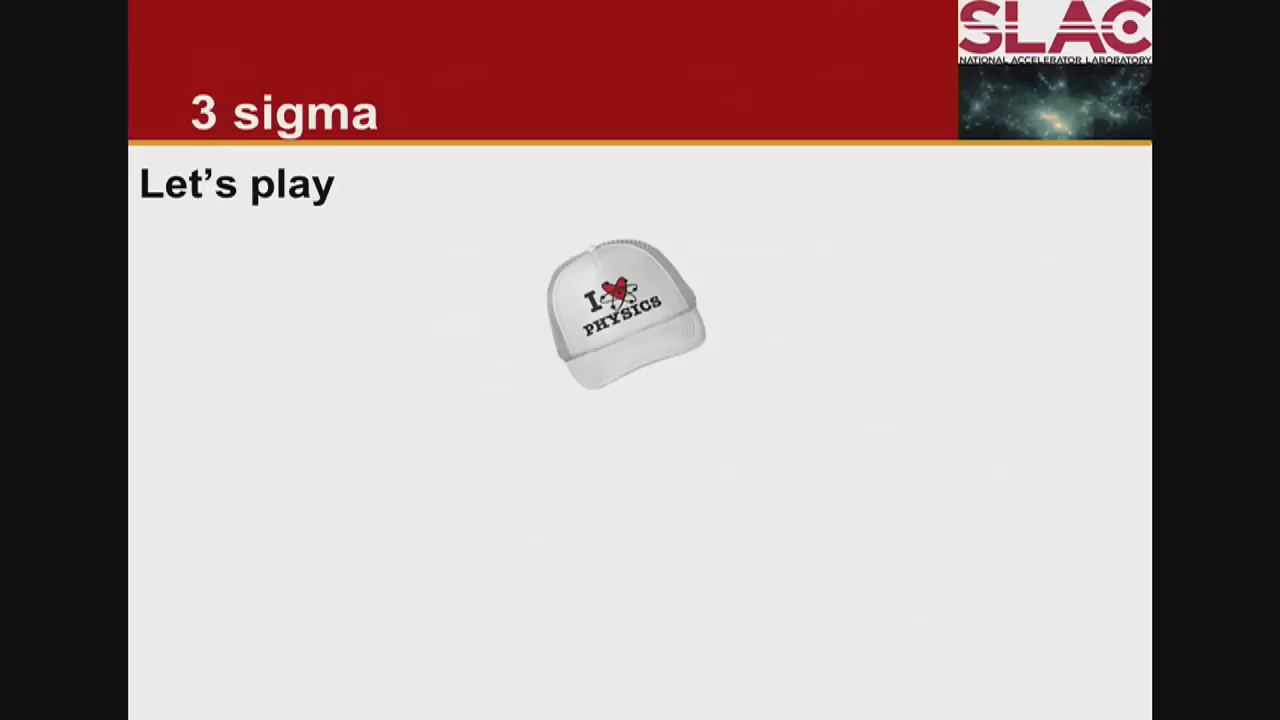 SLAC
NATIONAL ACCELERATOR LABORATORY
3 sigma
Let's play
I
PHYSICS